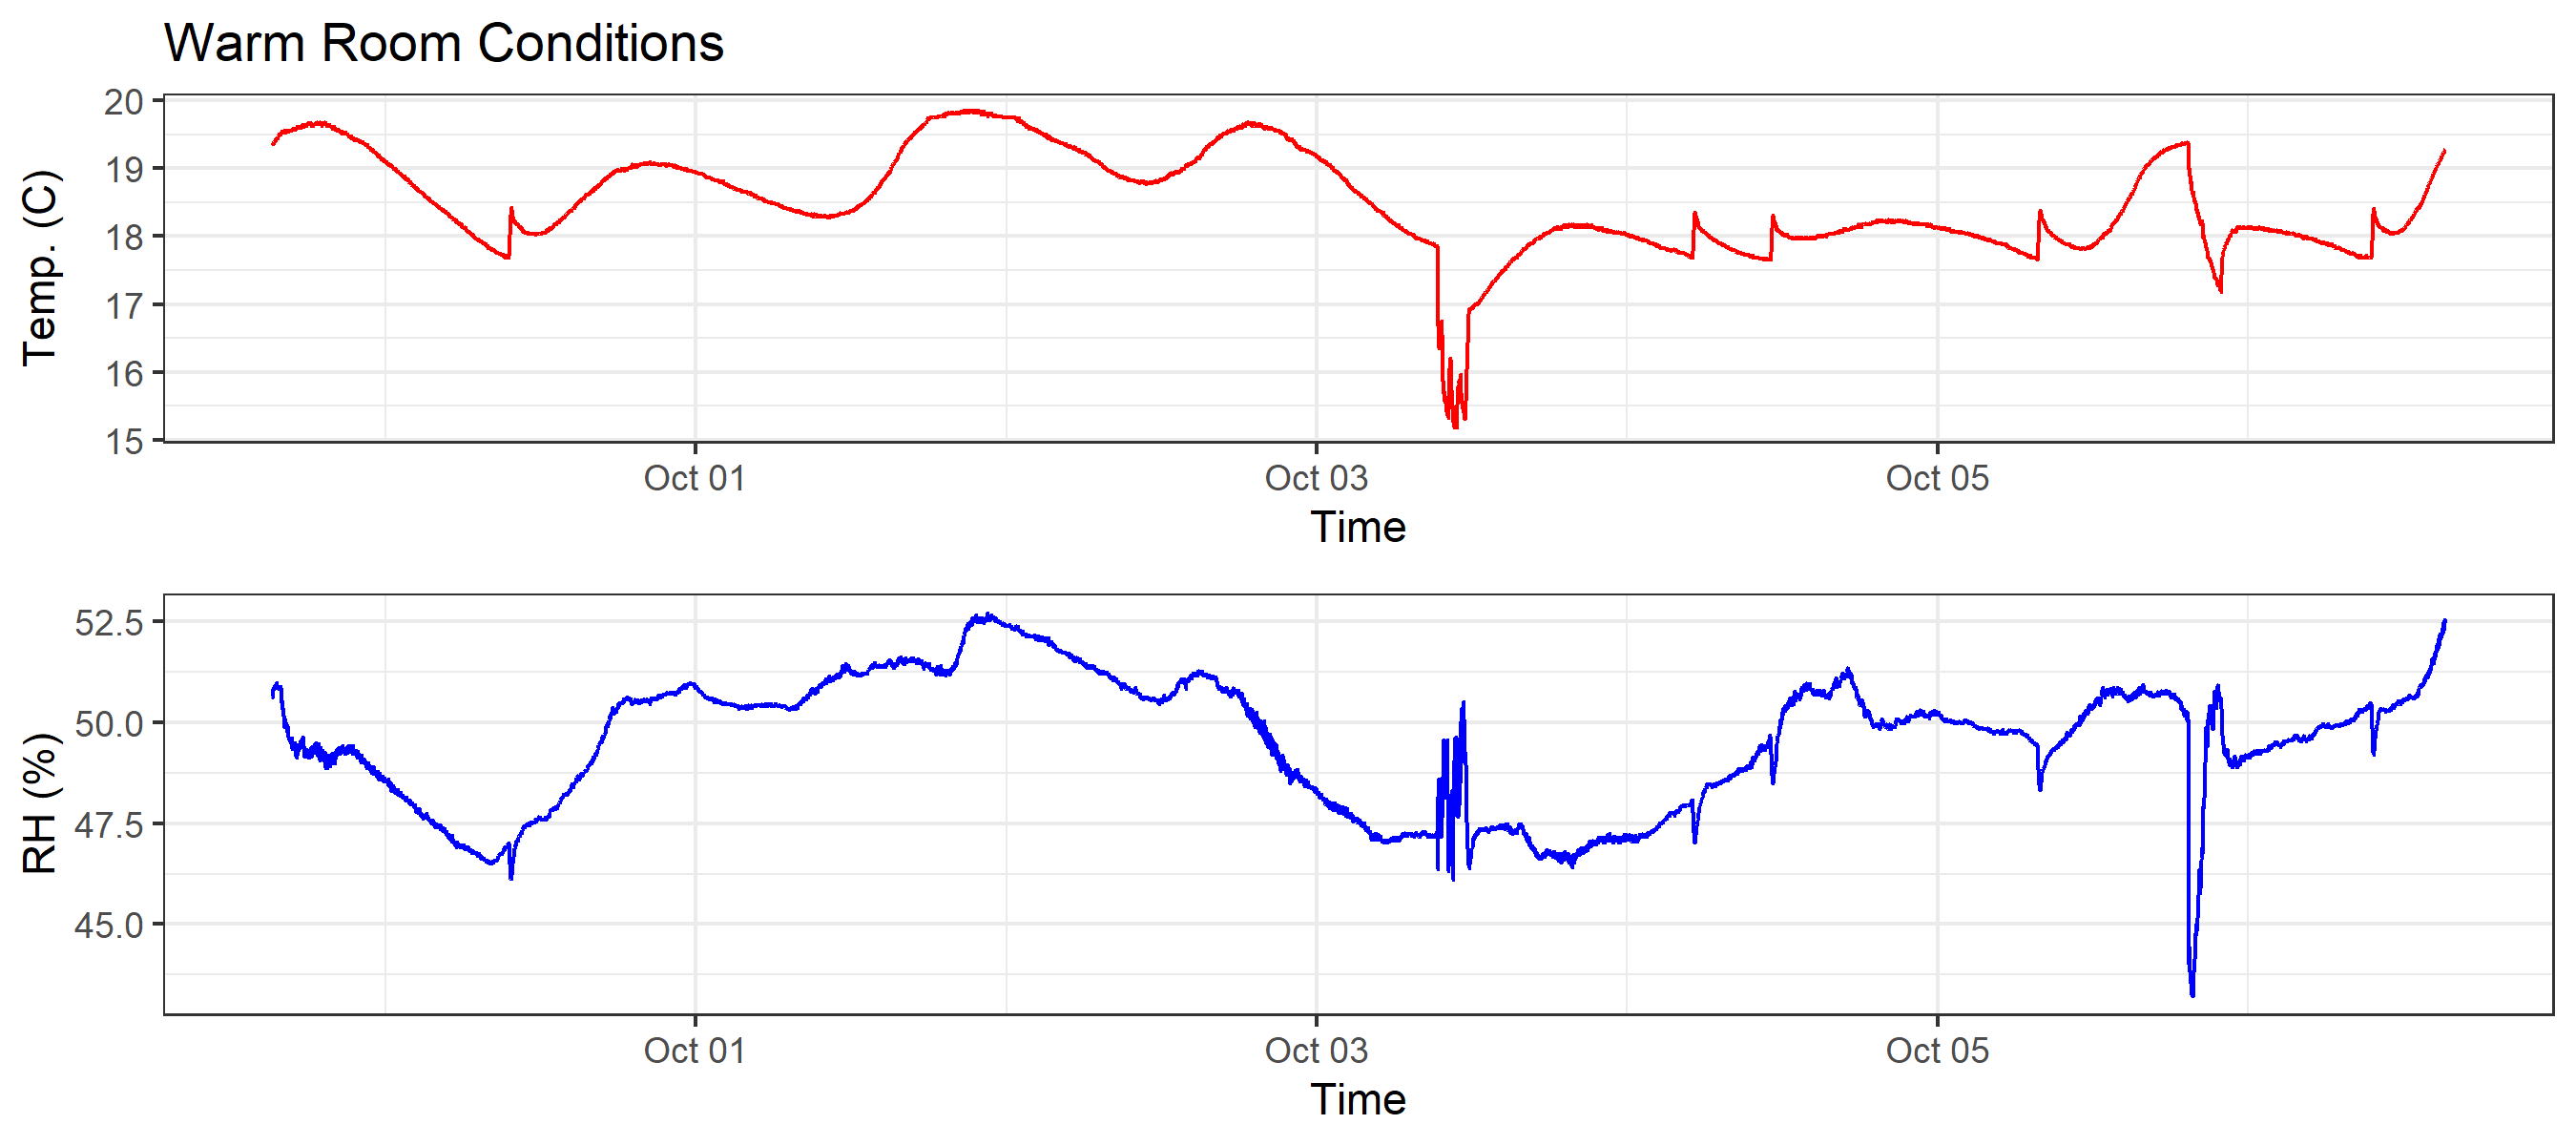 Warm Room Conditions
Temp. (C)
20
19
18
17
16
15
Oct 01 Oct 03 Oct 05
Time
RH (%)
52.5
50.0
47.5
45.0
Oct 01 Oct 03 Oct 05
Time